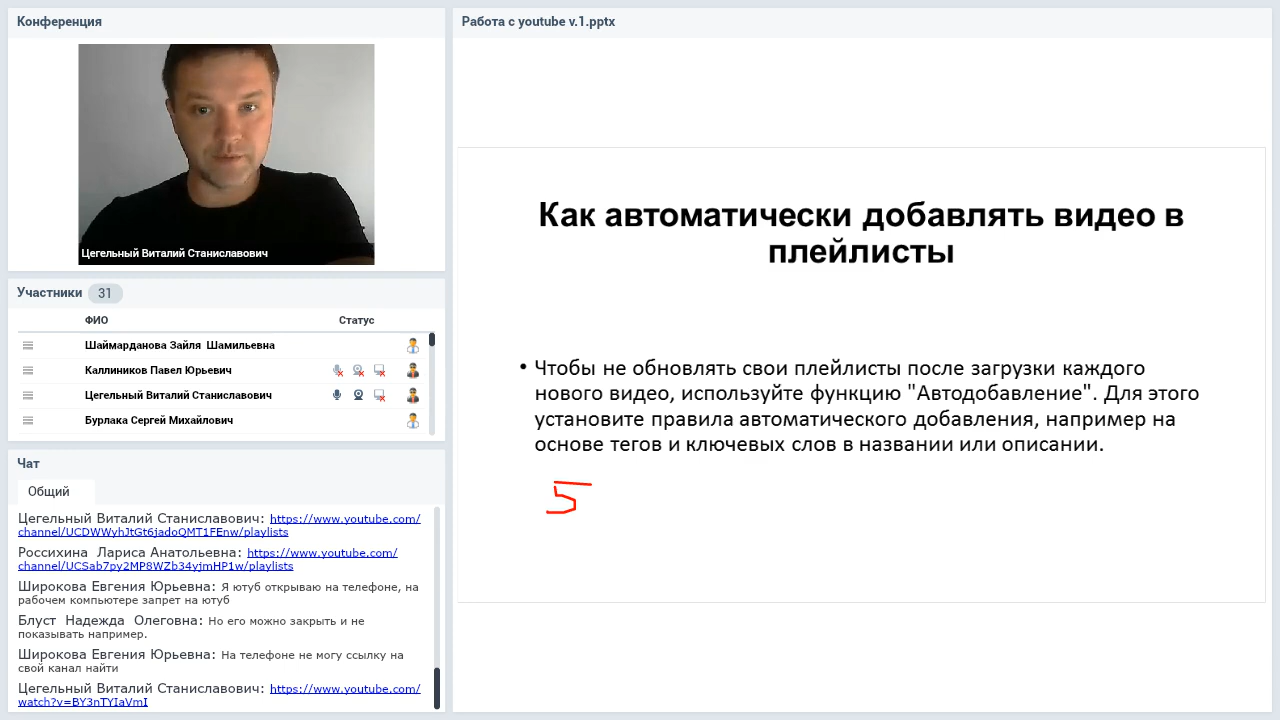 Конференция
Цегельный Виталий Станиславович
Участники 31
ФИО Статус
Шаймарданова Зайля Шамильевна
Каллиников Павел Юрьевич
Цегельный Виталий Станиславович
Бурлака Сергей Михайлович
Чат
Общий
Цегельный Виталий Станиславович: https://www.youtube.com/
channel/UCDWWyhJtGt6jadoQMT1FEnw/playlists
Россихина Лариса Анатольевна: https://www.youtube.com/
channel/UCSab7py2MP8WZb34vjmHP1w/playlists
Широкова Евгения Юрьевна: Я ютуб открываю на телефоне, на
рабочем компьютере запрет на ютуб
Блуст Надежда Олеговна: Но его можно закрыть и не
показывать например.
Широкова Евгения Юрьевна: На телефоне не могу ссылку на
свой канал найти
Цегельный Виталий Станиславович: https://www.youtube.com/
watch?v=BY3nTYIaVmI
Работа с youtube v.1.pptx
Как автоматически добавлять видео в
плейлисты
• Чтобы не обновлять свои плейлисты после загрузки каждого
нового видео, используйте функцию "Автодобавление". Для этого
установите правила автоматического добавления, например на
основе тегов и ключевых слов в названии или описании.
5